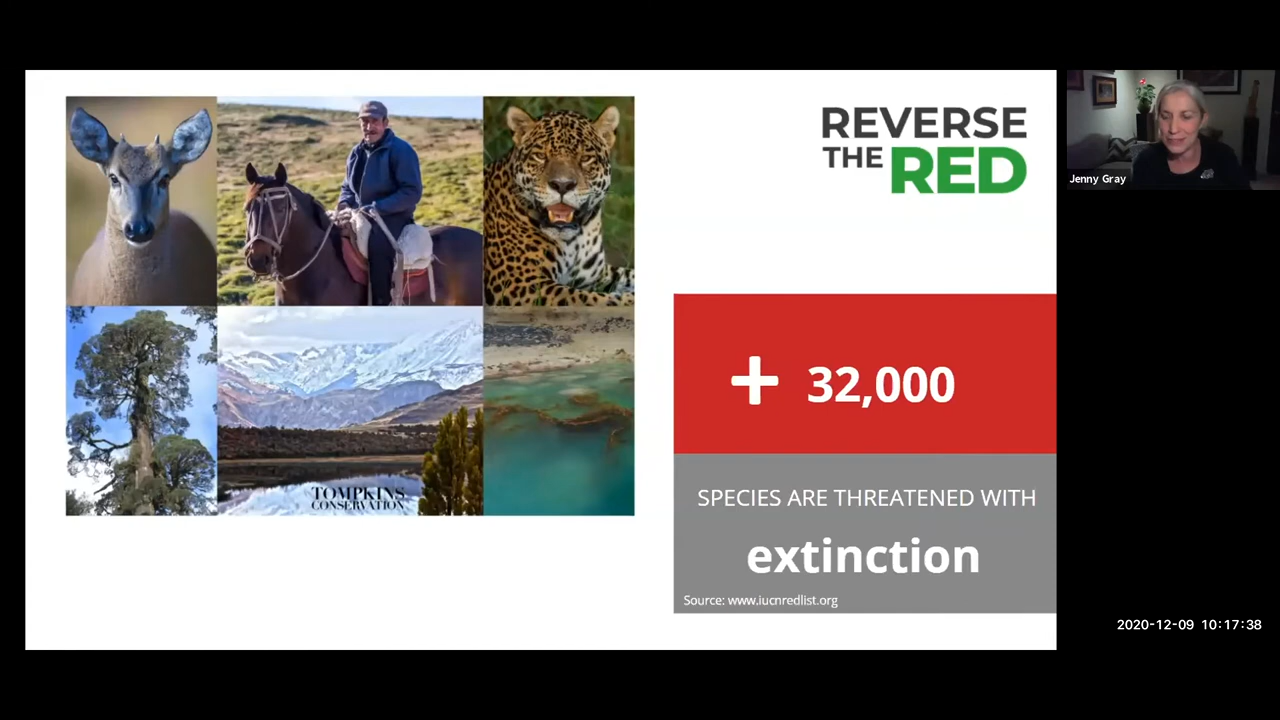 REVERSE
THE RED
+ 32,000
SPECIES ARE THREATENED WITH
extinction
Source: www.iucnredlist.org
TOMPKINS
CONSERVATION
Jenny Gray
2020-12-09 10:17:38